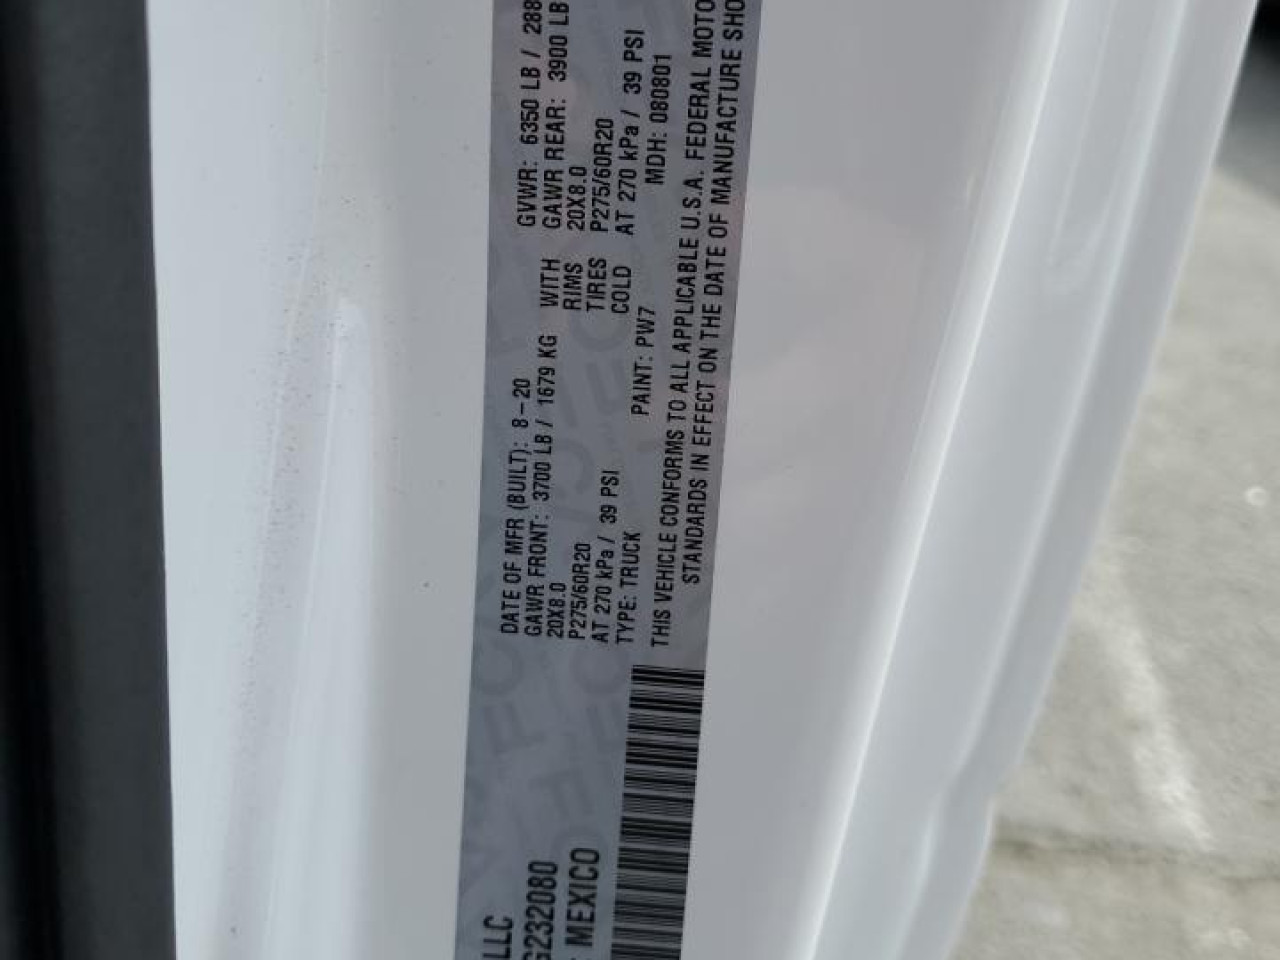 LLC
G232080
MEXICO
DATE OF MFR (BUILT): 8-20 GVWR: 6350 LB / 288
GAWR FRONT: 3700 LB / 1679 KG WITH GAWR REAR: 3900 LB
20X8.0 RIMS 20X8.0
P275/60R20 TIRES P275/60R20
AT 270 kPa / 39 PSI COLD AT 270 kPa / 39 PSI
TYPE: TRUCK PAINT: PW7 MDH: 080801
THIS VEHICLE CONFORMS TO ALL APPLICABLE U.S.A. FEDERAL MOTO
STANDARDS IN EFFECT ON THE DATE OF MANUFACTURE SHO